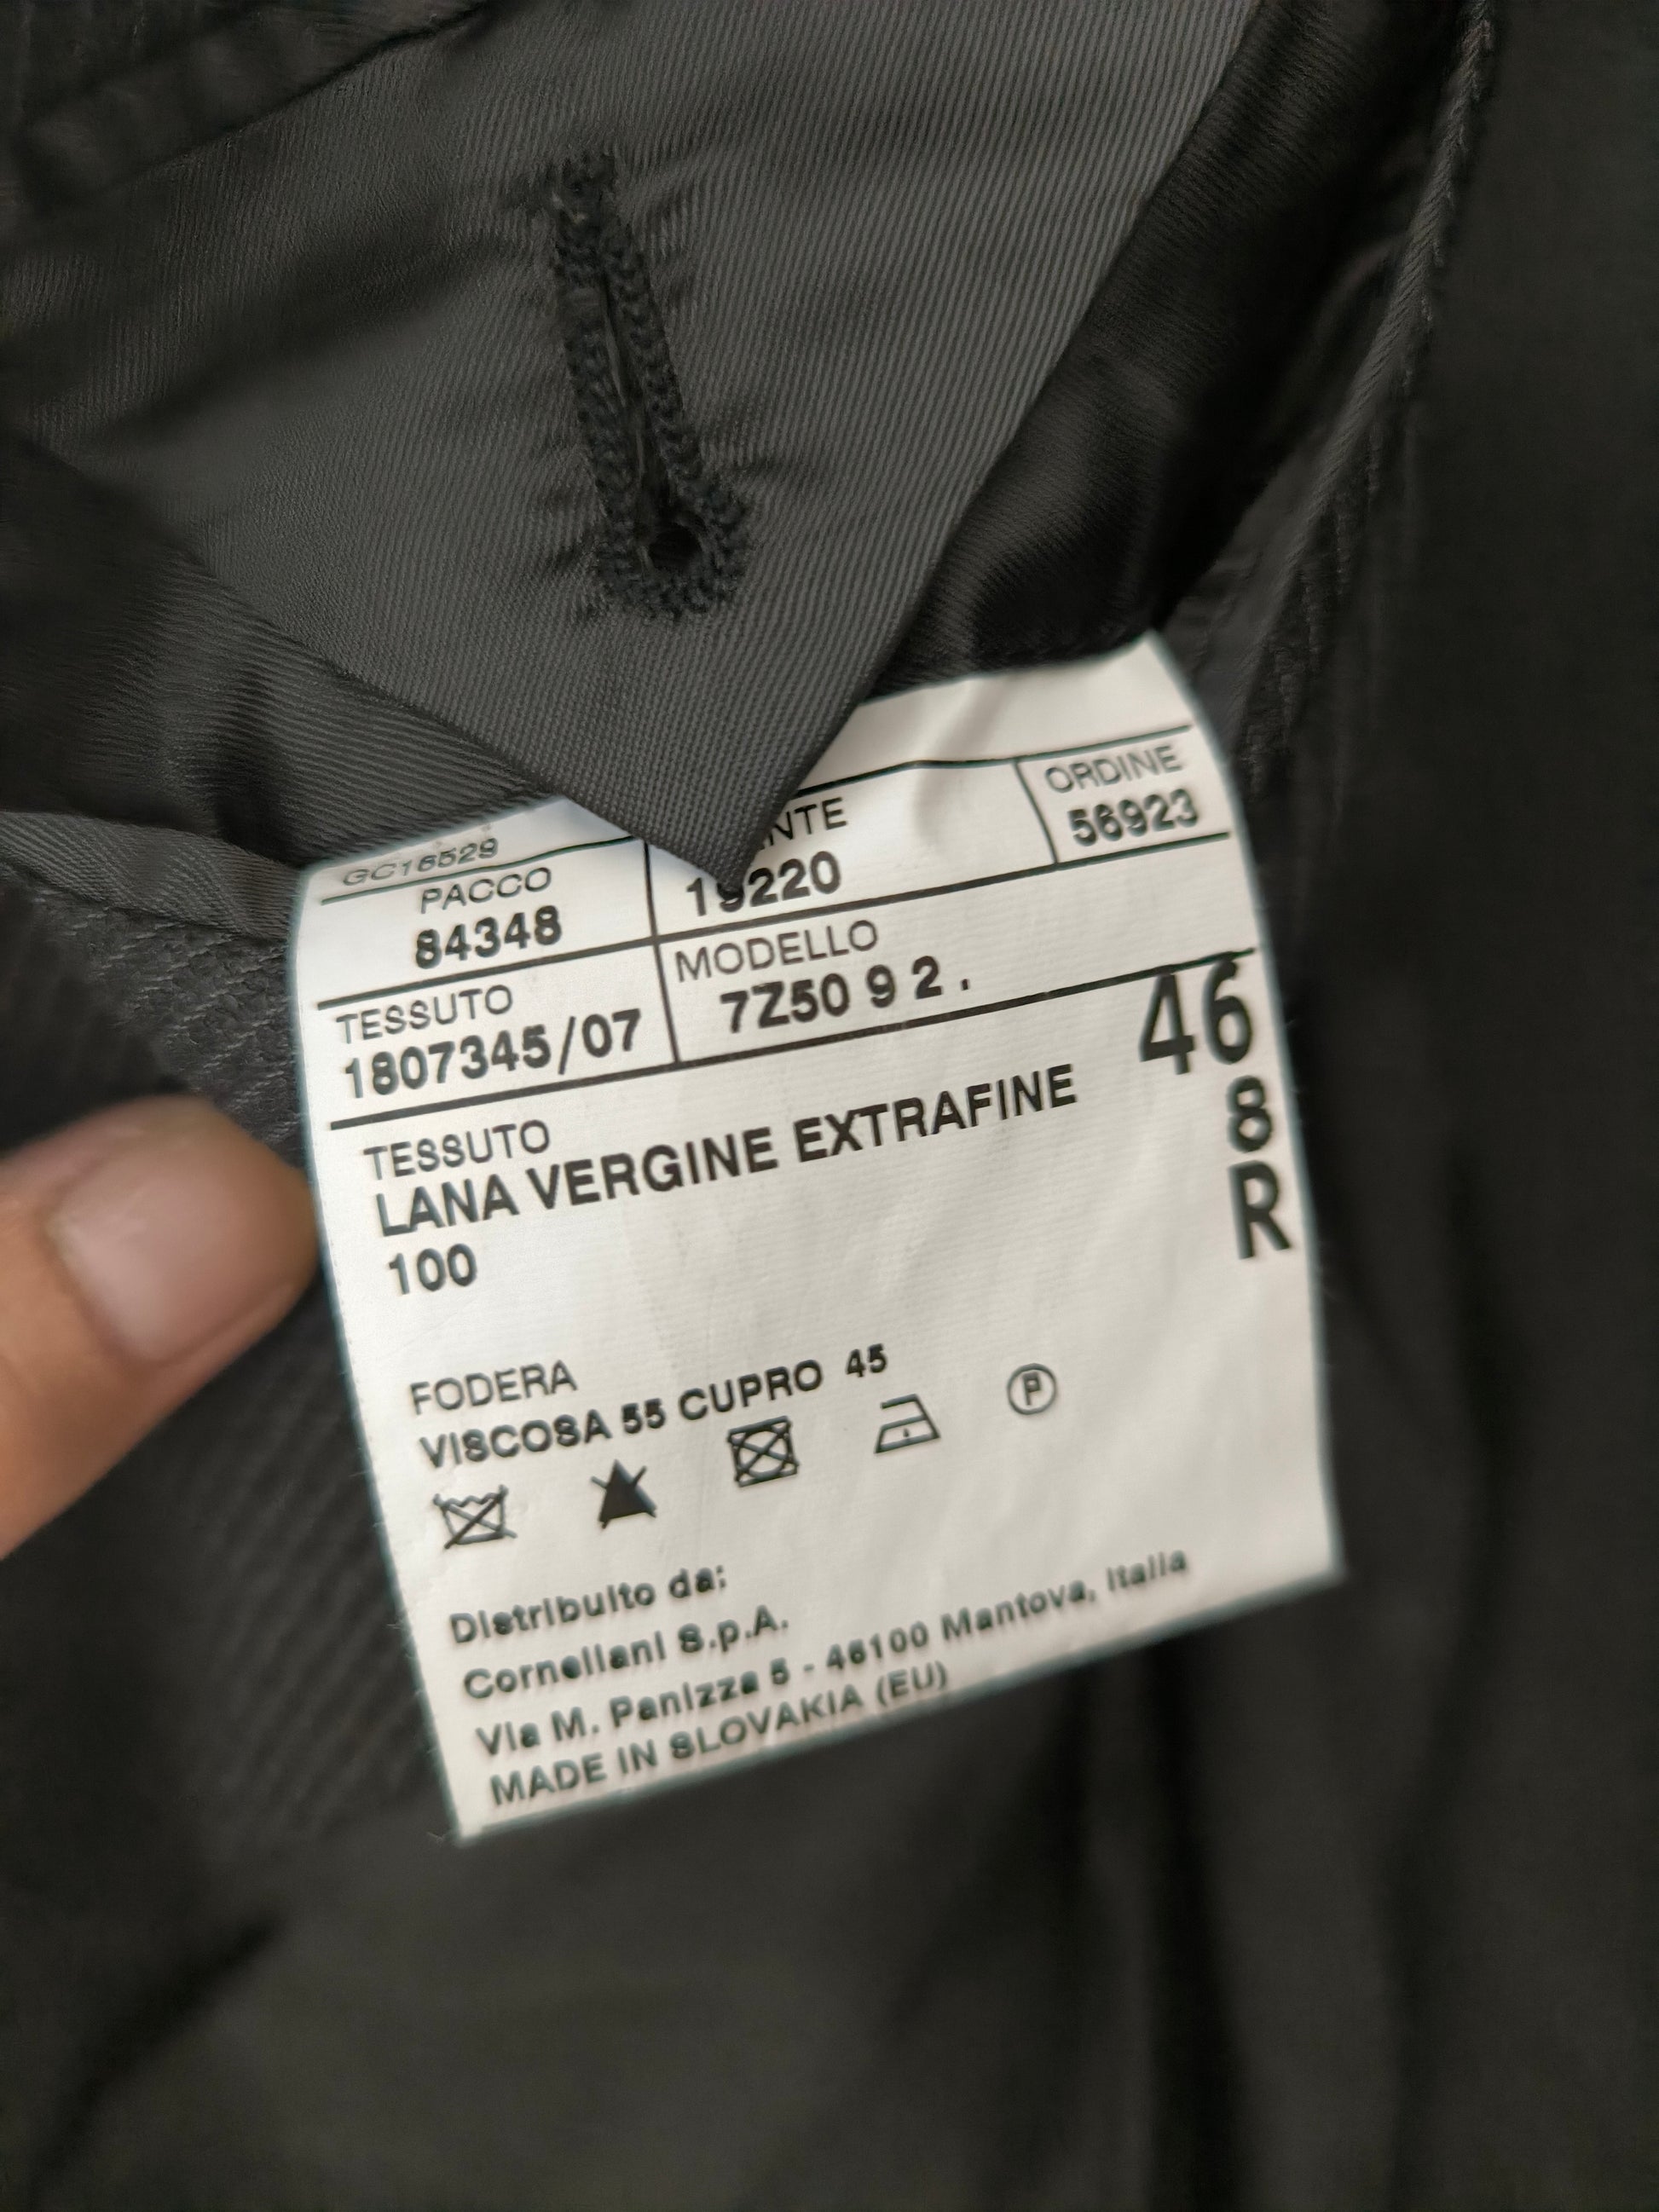 GC16529
PACCO
84348
19220
ORDINE
56923
TESSUTO
1807345/07
MODELLO
7Z50 9 2 .
46
8
R
TESSUTO
LANA VERGINE EXTRAFINE
100
FODERA
VISCOSA 55 CUPRO 45
P
Distribuito da:
Corneliani S.p.A.
Via M. Panizza 5 - 46100 Mantova, Italia
MADE IN SLOVAKIA (EU)